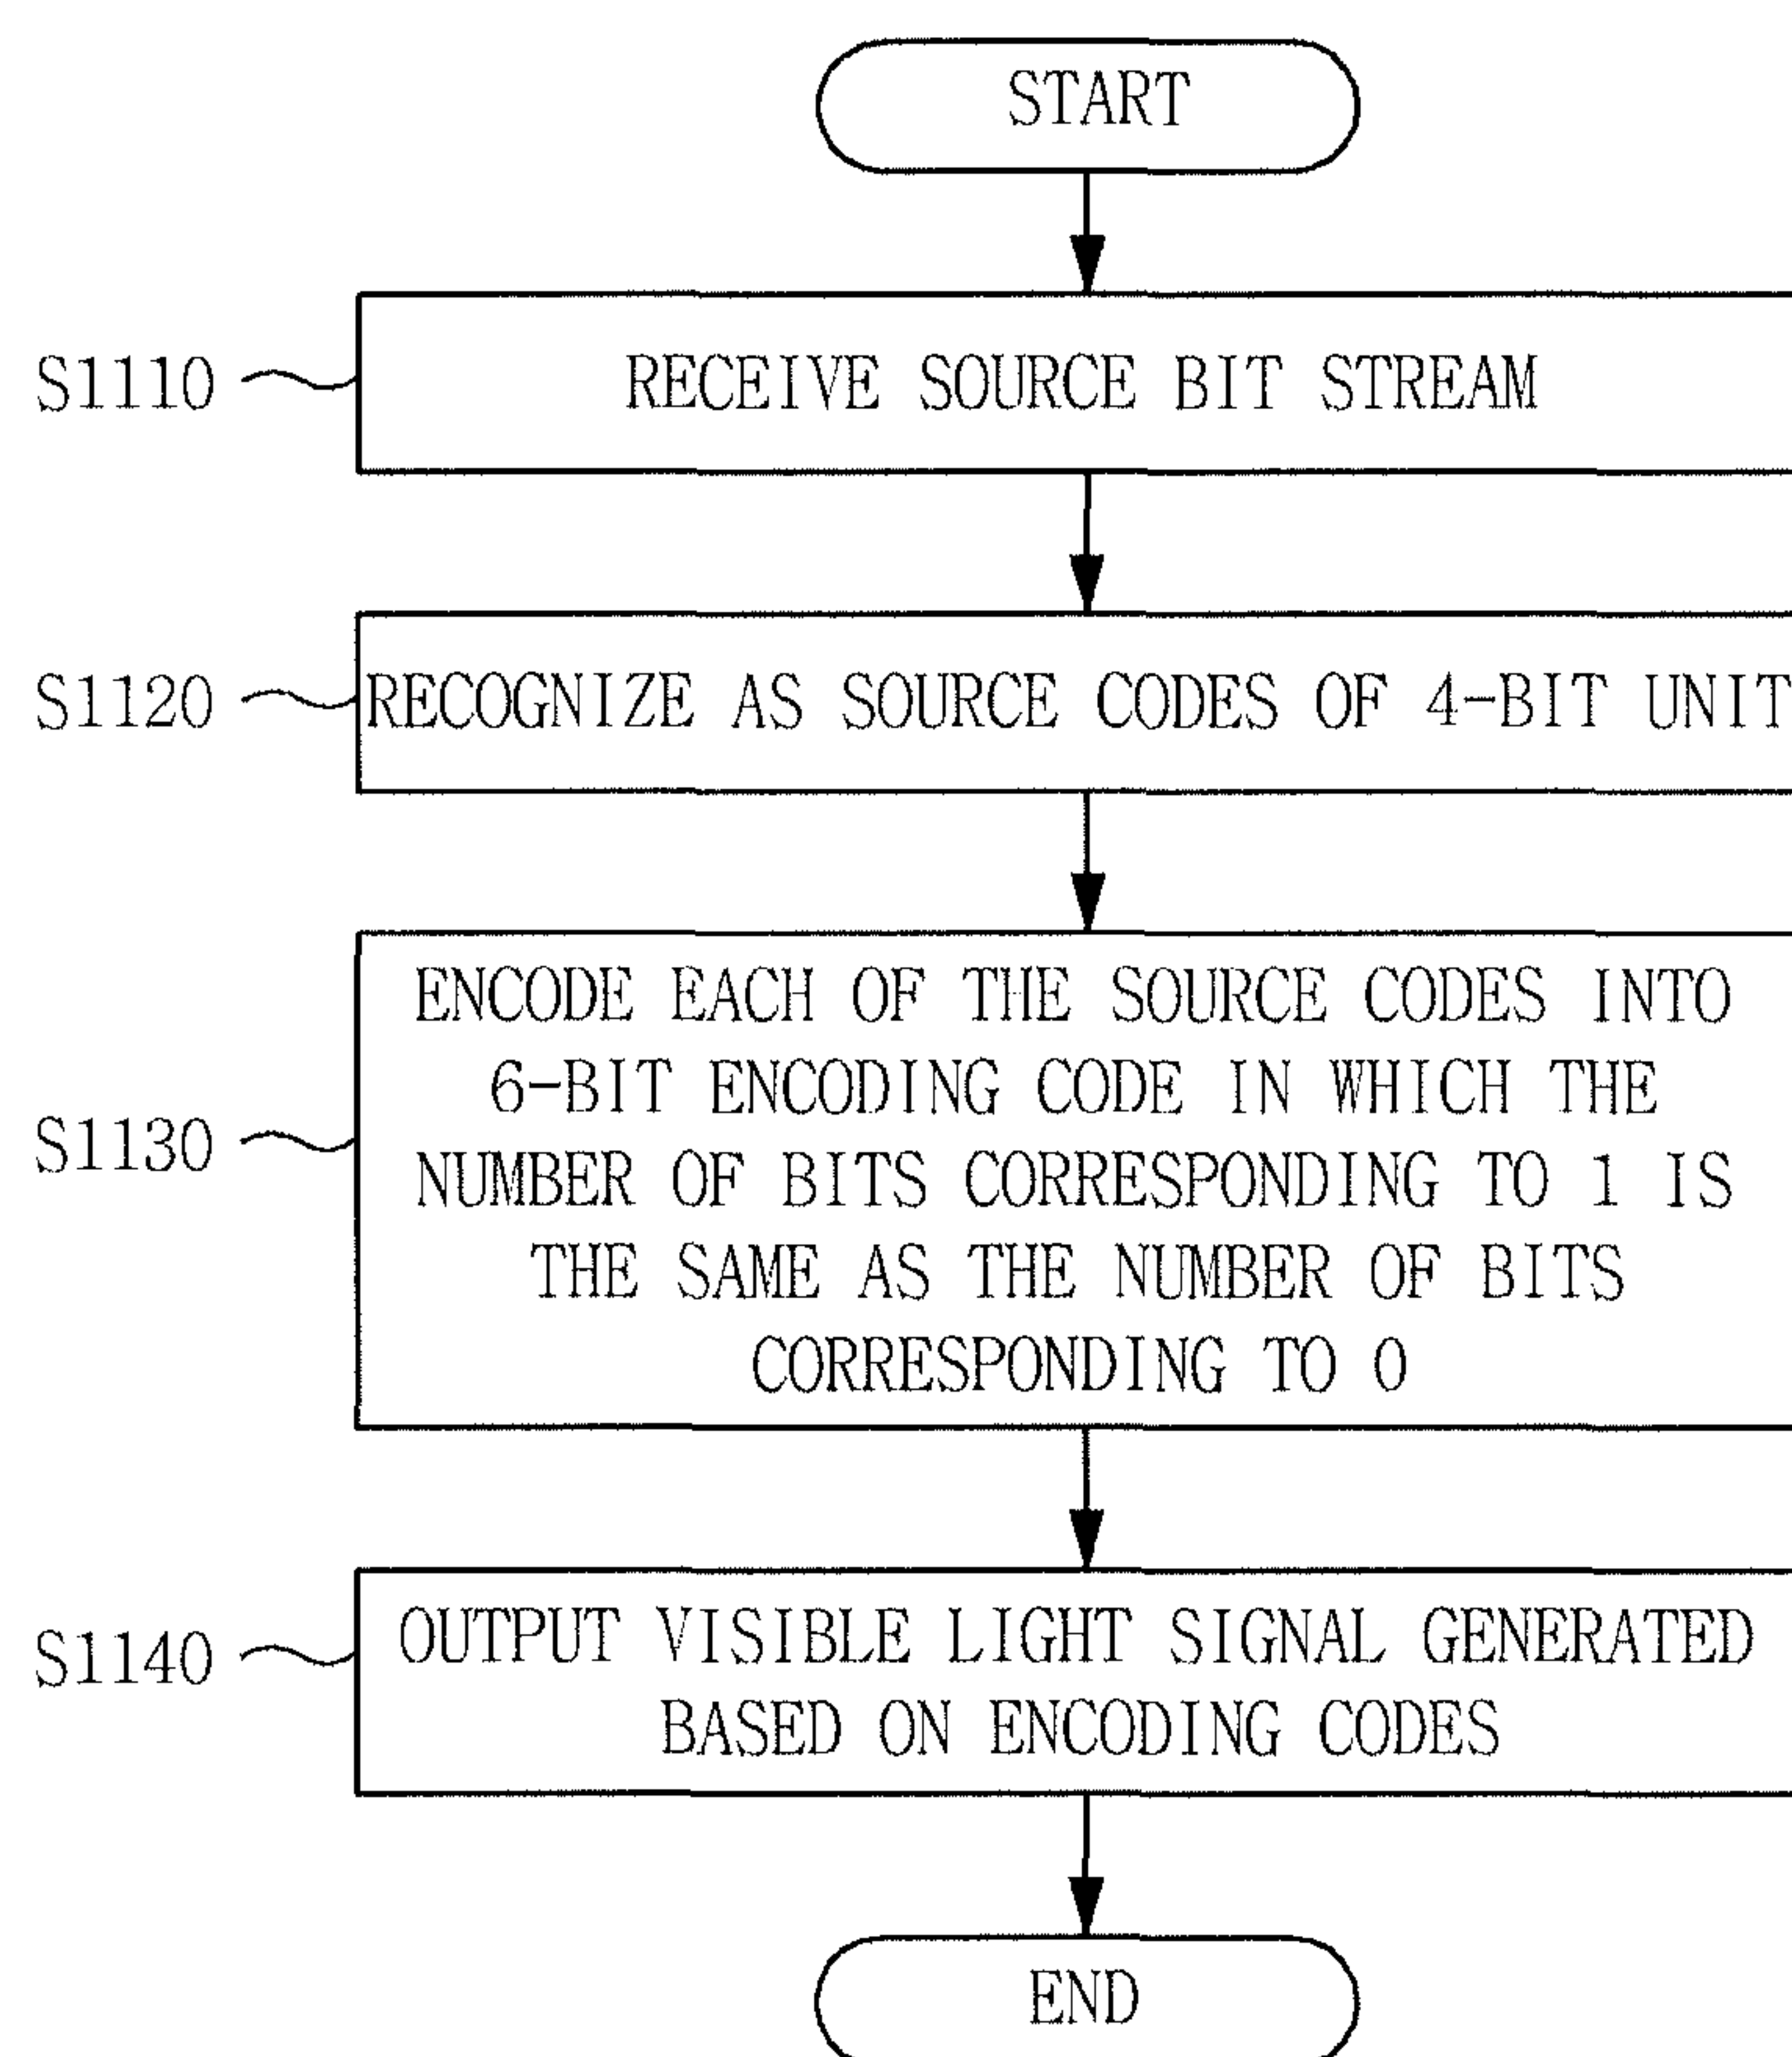 START
S1110
RECEIVE SOURCE BIT STREAM
S1120
RECOGNIZE AS SOURCE CODES OF 4-BIT UNIT
S1130
ENCODE EACH OF THE SOURCE CODES INTO
6-BIT ENCODING CODE IN WHICH THE
NUMBER OF BITS CORRESPONDING TO 1 IS
THE SAME AS THE NUMBER OF BITS
CORRESPONDING TO 0
S1140
OUTPUT VISIBLE LIGHT SIGNAL GENERATED
BASED ON ENCODING CODES
END